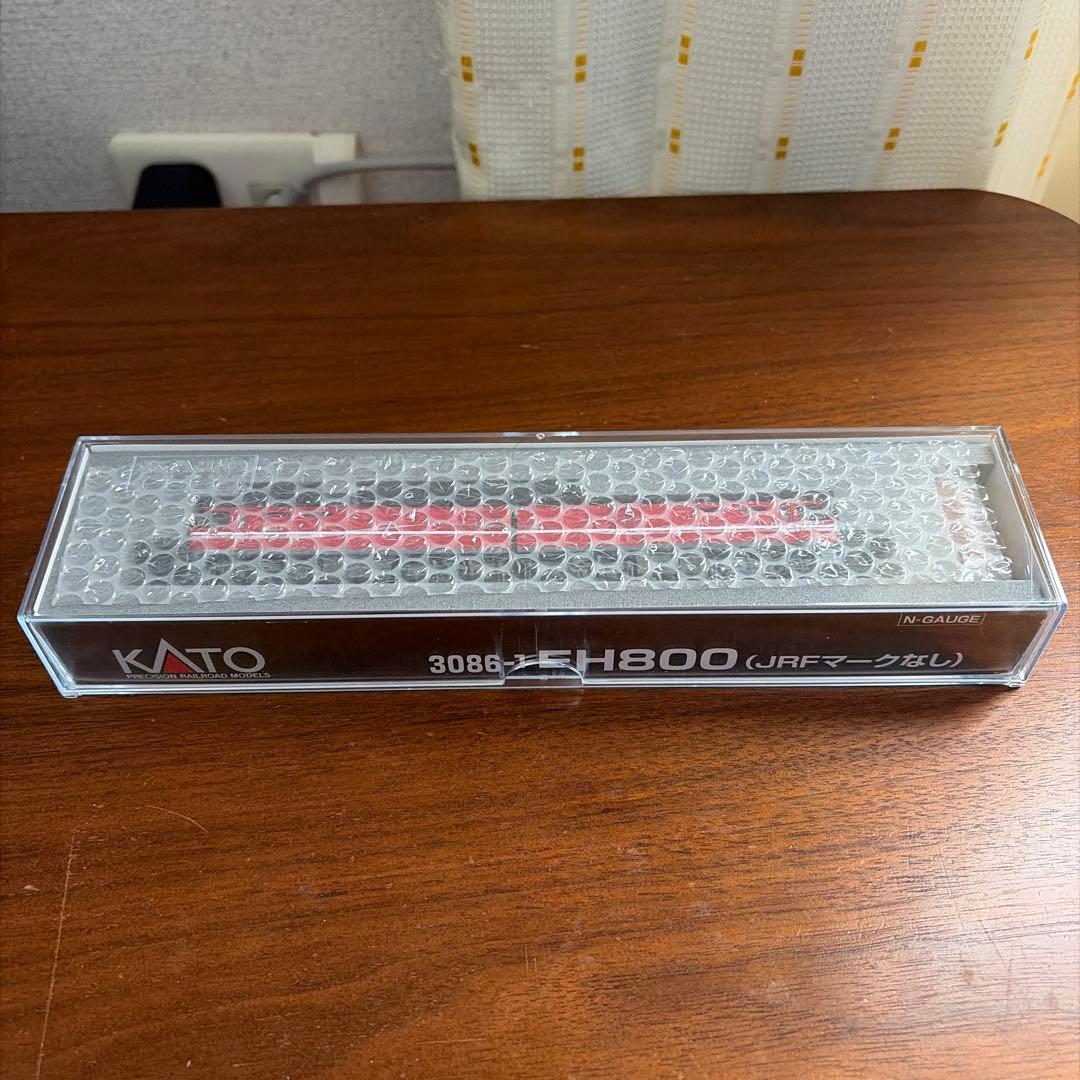 N-GAUGE
KATO 3086-1 EH800 (JRFマークなし)
PRECISION RAILROAD MODELS